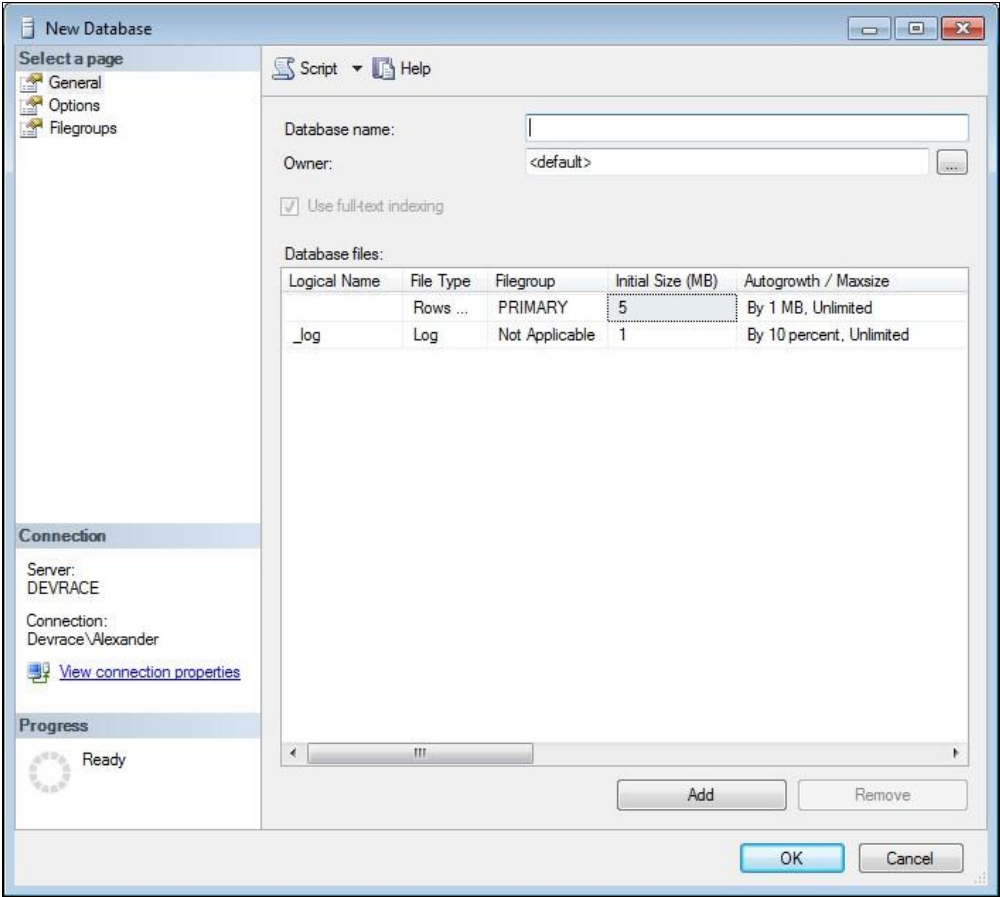 New Database
Select a page
General
Options
Filegroups
Script Help
Database name:
Owner: <default> ...
Use full-text indexing
Database files:
Logical Name File Type Filegroup Initial Size (MB) Autogrowth / Maxsize
Rows ... PRIMARY 5 By 1 MB, Unlimited
_log Log Not Applicable 1 By 10 percent, Unlimited
Connection
Server:
DEVRACE
Connection:
Devrace\Alexander
View connection properties
Progress
Ready
Add Remove
OK Cancel